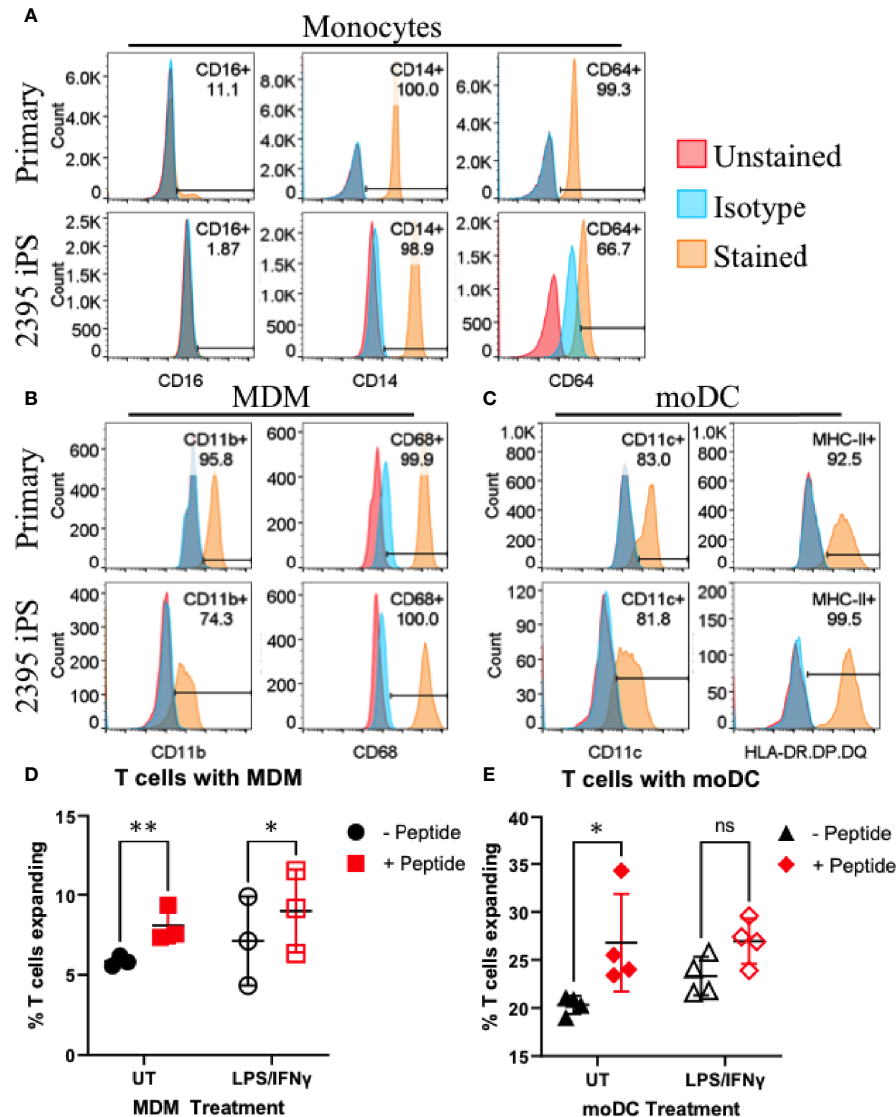 A
Monocytes
Primary
Count
6.0K
4.0K
2.0K
0
CD16+
11.1
6.0K
4.0K
2.0K
0
CD14+
100.0
6.0K
4.0K
2.0K
0
CD64+
99.3
Unstained
Isotype
Stained
2395 iPS
Count
2.5K
2.0K
1.5K
1.0K
500
0
CD16+
1.87
CD16
2.0K
1.5K
1.0K
500
0
CD14+
98.9
CD14
2.0K
1.5K
1.0K
500
0
CD64+
66.7
CD64
B
MDM
Primary
Count
600
400
200
0
CD11b+
95.8
600
400
200
0
CD68+
99.9
2395 iPS
Count
400
300
200
100
0
CD11b+
74.3
CD11b
600
400
200
0
CD68+
100.0
CD68
C
moDC
Count
1.0K
800
600
400
200
0
CD11c+
83.0
1.0K
800
600
400
200
0
MHC-II+
92.5
Count
120
90
60
30
0
CD11c+
81.8
CD11c
200
150
100
50
0
MHC-II+
99.5
HLA-DR.DP.DQ
D
T cells with MDM
% T cells expanding
15
10
5
0
**
*
- Peptide
+ Peptide
UT
LPS/IFNγ
MDM Treatment
E
T cells with moDC
% T cells expanding
40
35
30
25
20
15
*
ns
- Peptide
+ Peptide
UT
LPS/IFNγ
moDC Treatment